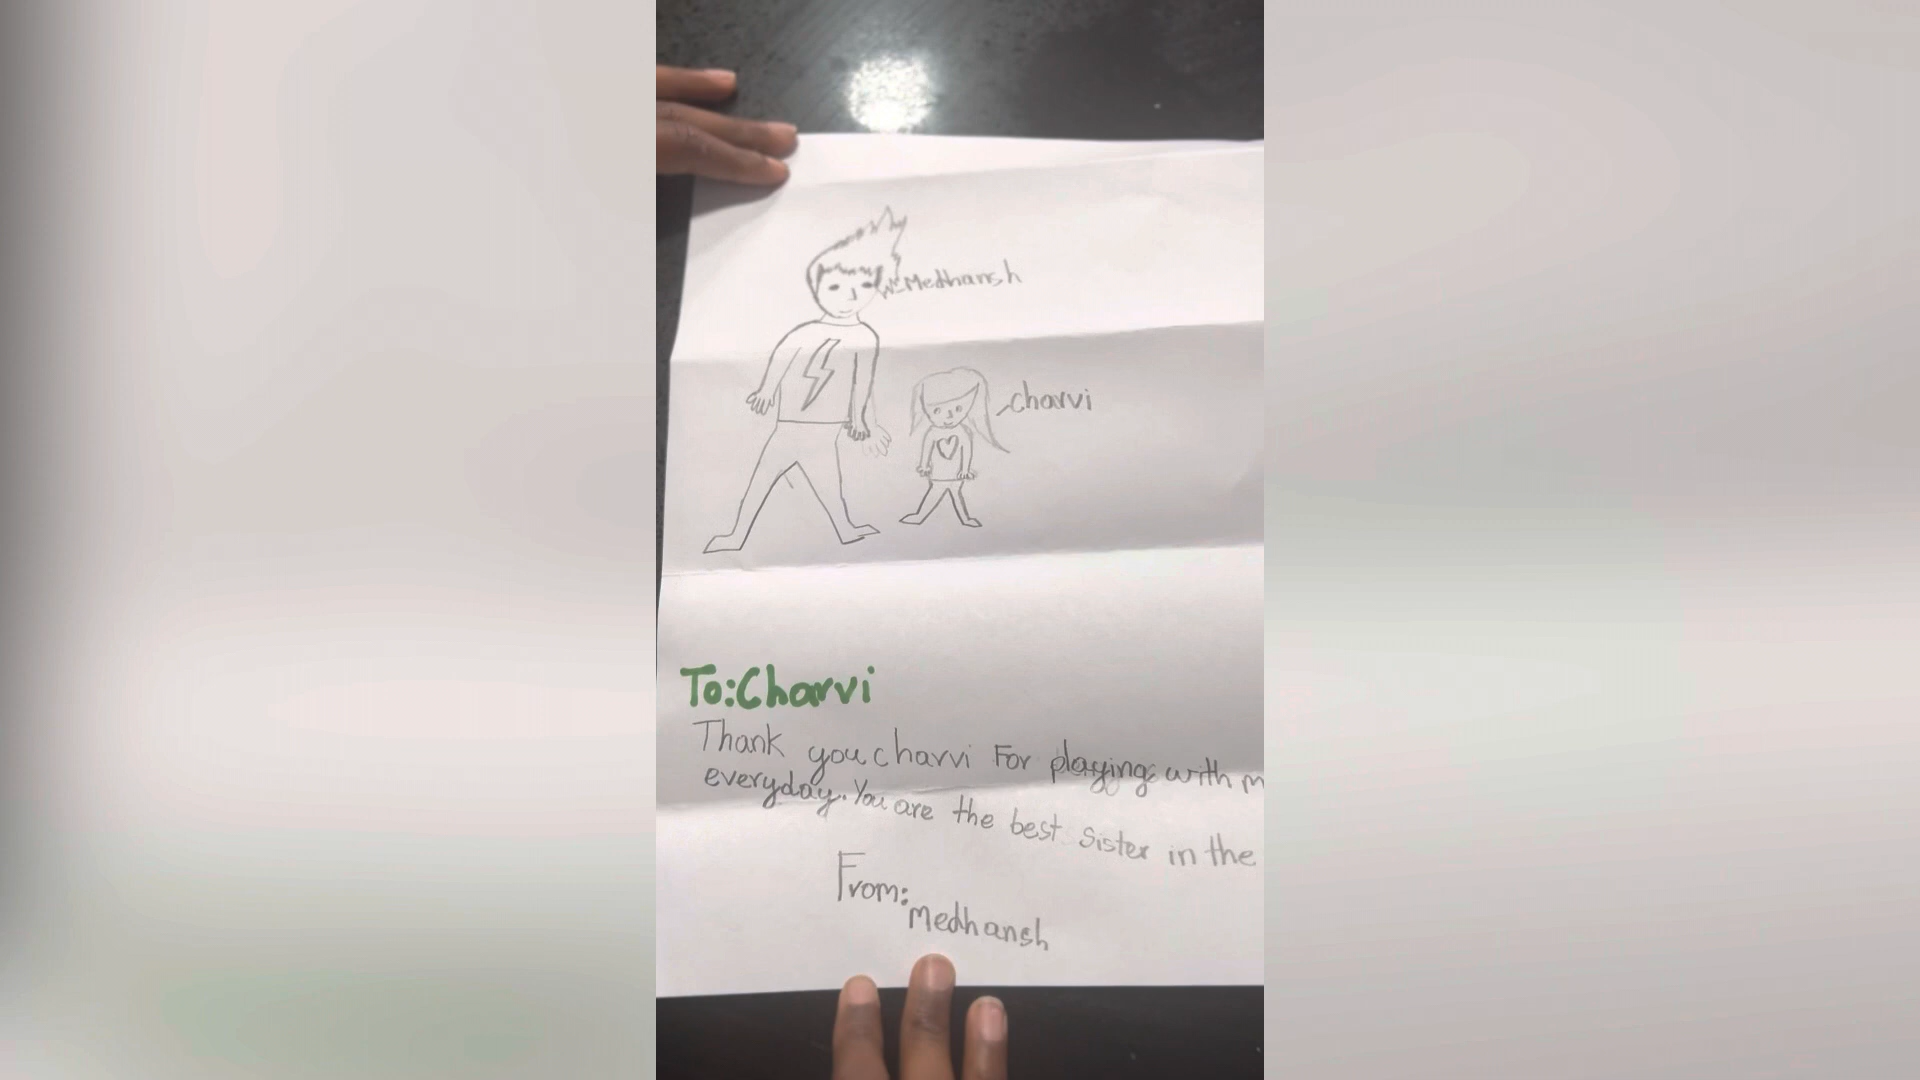 Medhansh
charvi
To:Charvi
Thank you charvi For playing with
everyday. You are the best sister in the
From:
Medhansh